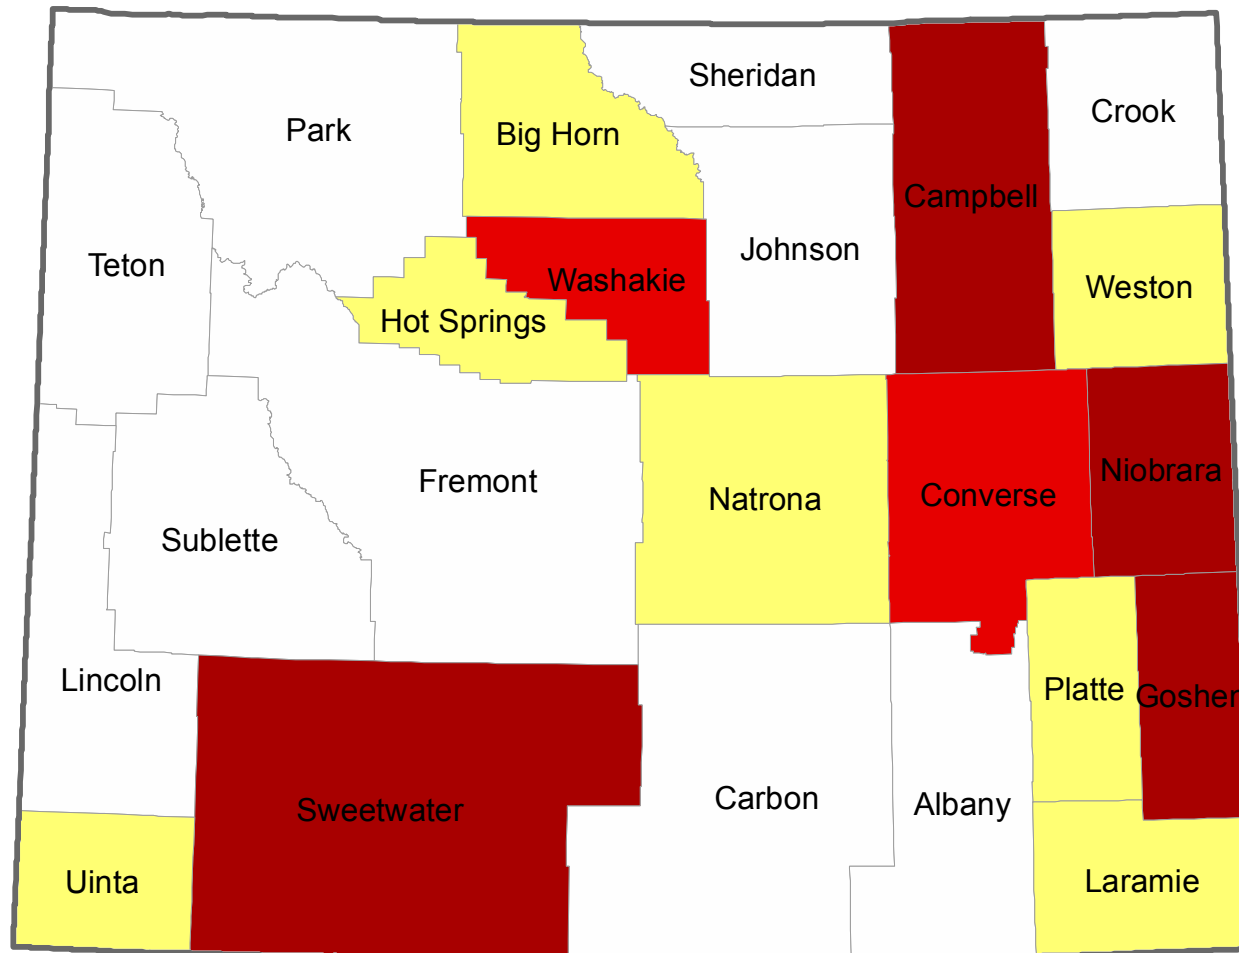 Sheridan
Crook
Park
Big Horn
Campbell
Johnson
Teton
Washakie
Weston
Hot Springs
Niobrara
Fremont
Natrona
Converse
Sublette
Lincoln
Platte
Goshen
Carbon
Albany
Sweetwater
Uinta
Laramie